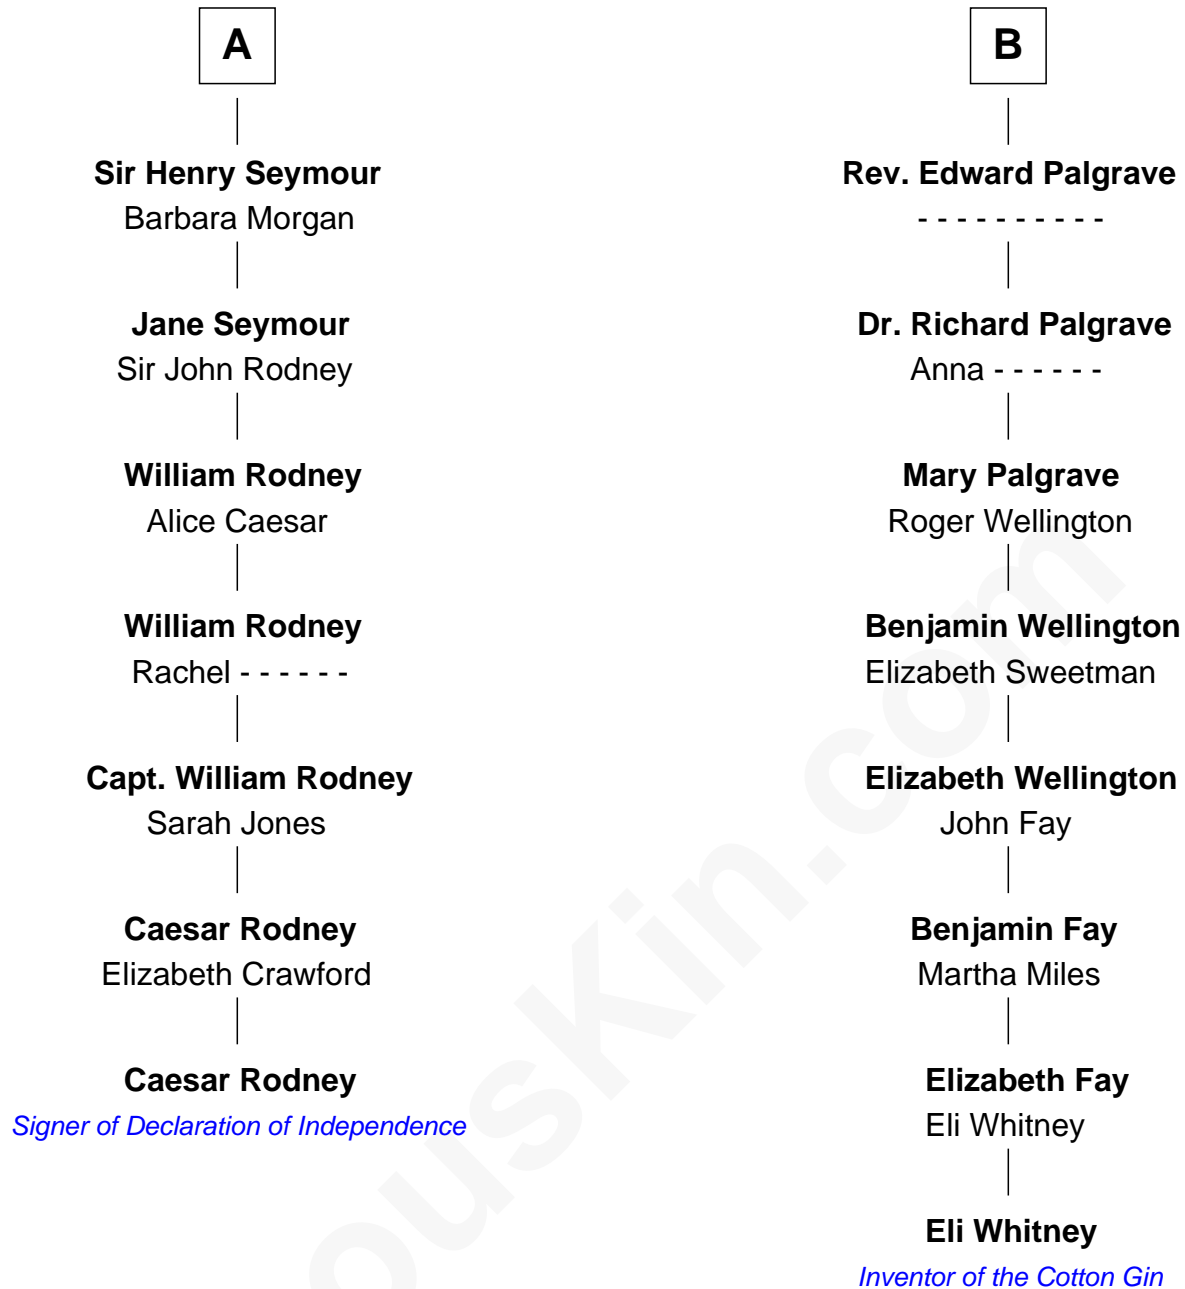 A
Sir Henry Seymour
Barbara Morgan
Jane Seymour
Sir John Rodney
William Rodney
Alice Caesar
William Rodney
Rachel - - - - - -
Capt. William Rodney
Sarah Jones
Caesar Rodney
Elizabeth Crawford
Caesar Rodney
Signer of Declaration of Independence
B
Rev. Edward Palgrave
- - - - - - - - - -
Dr. Richard Palgrave
Anna - - - - - -
Mary Palgrave
Roger Wellington
Benjamin Wellington
Elizabeth Sweetman
Elizabeth Wellington
John Fay
Benjamin Fay
Martha Miles
Elizabeth Fay
Eli Whitney
Eli Whitney
Inventor of the Cotton Gin
ousKin.com